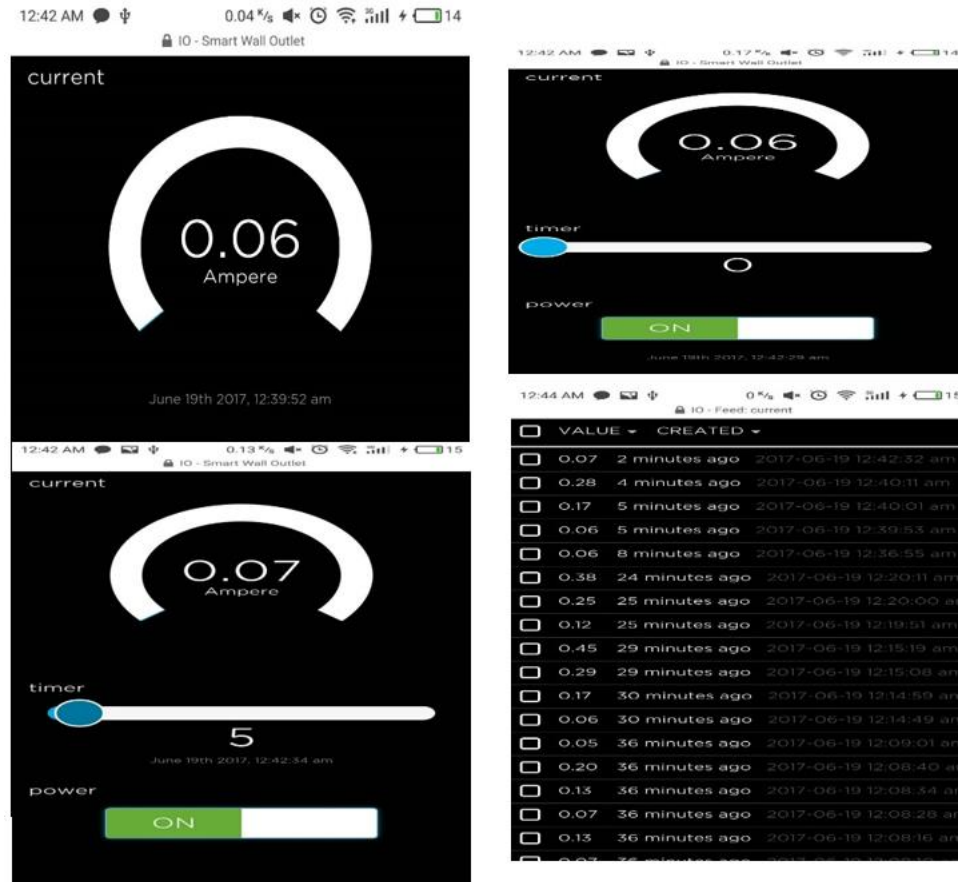 12:42 AM 0.04 K/s 14
IO - Smart Wall Outlet
current
0.06
Ampere
June 19th 2017, 12:39:52 am
12:42 AM 0.13 K/s 15
IO - Smart Wall Outlet
current
0.07
Ampere
timer
5
June 19th 2017, 12:42:34 am
power
ON
12:42 AM 0.17 K/s 14
IO - Smart Wall Outlet
current
0.06
Ampere
timer
0
power
ON
June 19th 2017, 12:42:29 am
12:44 AM 0 K/s 15
IO - Feed: current
VALUE CREATED
0.07 2 minutes ago 2017-06-19 12:42:32 am
0.28 4 minutes ago 2017-06-19 12:40:11 am
0.17 5 minutes ago 2017-06-19 12:40:01 am
0.06 5 minutes ago 2017-06-19 12:39:53 am
0.06 8 minutes ago 2017-06-19 12:36:55 am
0.38 24 minutes ago 2017-06-19 12:20:11 am
0.25 25 minutes ago 2017-06-19 12:20:00 a
0.12 25 minutes ago 2017-06-19 12:19:51 am
0.45 29 minutes ago 2017-06-19 12:15:19 am
0.29 29 minutes ago 2017-06-19 12:15:08 am
0.17 30 minutes ago 2017-06-19 12:14:59 am
0.06 30 minutes ago 2017-06-19 12:14:49 am
0.05 36 minutes ago 2017-06-19 12:09:01 am
0.20 36 minutes ago 2017-06-19 12:08:40 a
0.13 36 minutes ago 2017-06-19 12:08:34 a
0.07 36 minutes ago 2017-06-19 12:08:28 a
0.13 36 minutes ago 2017-06-19 12:08:16 am